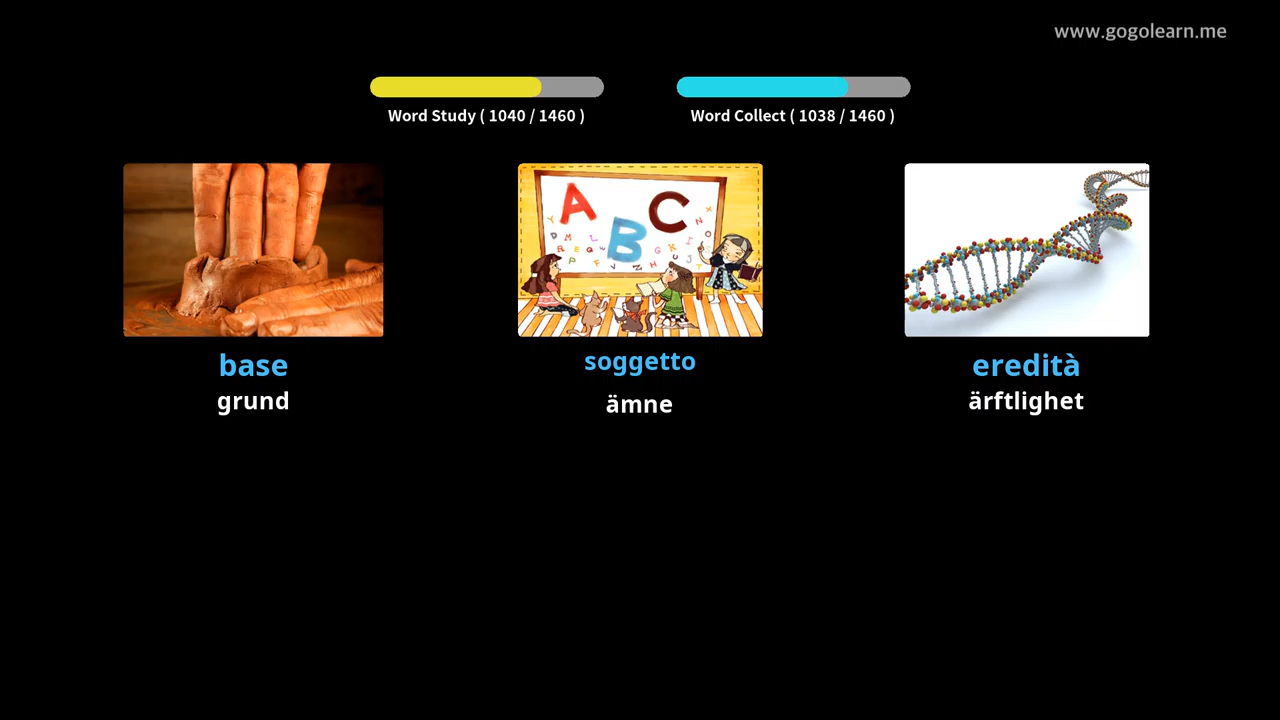 www.gogolearn.me
Word Study ( 1040 / 1460 )
Word Collect ( 1038 / 1460 )
A
B
C
base
soggetto
eredità
grund
ämne
ärftlighet